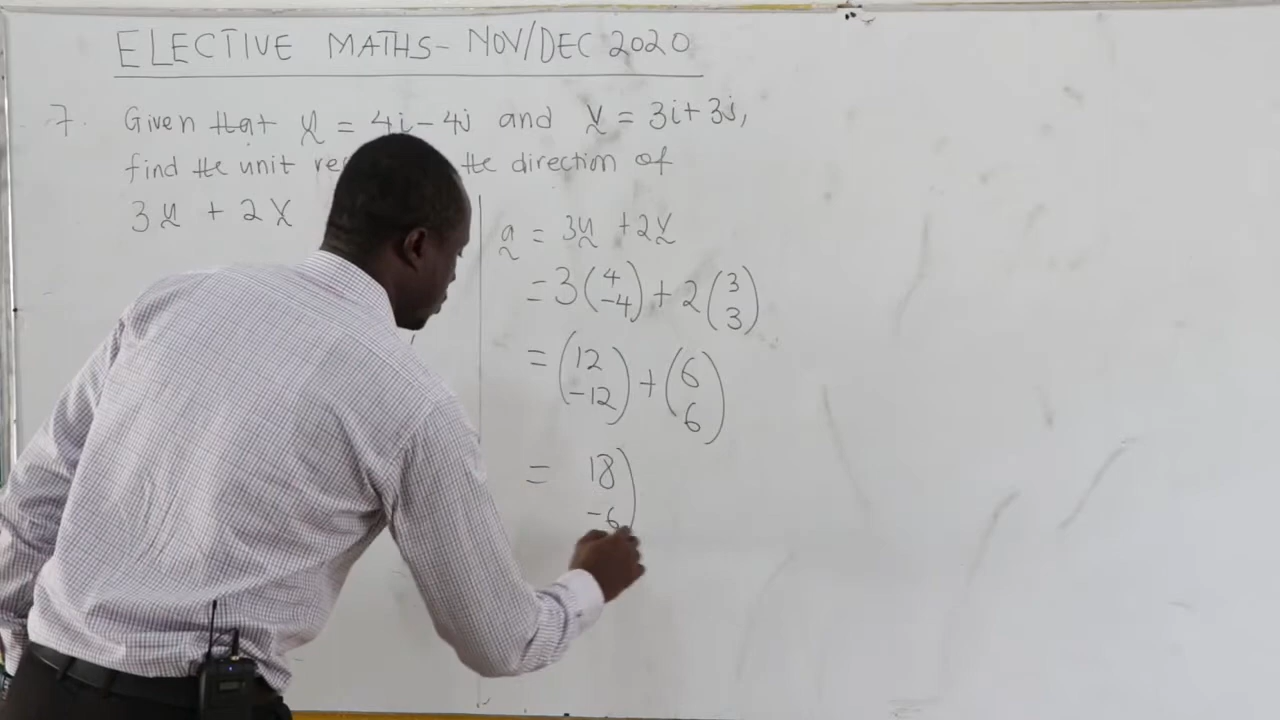 ELECTIVE MATHS- NOV/DEC 2020
7. Given that u = 4i - 4j and v = 3i + 3j,
find the unit the direction of
3u + 2v
a = 3u + 2v
= 3(4 -4) + 2(3 3)
= (12 -12) + (6 6)
= 18 -6)